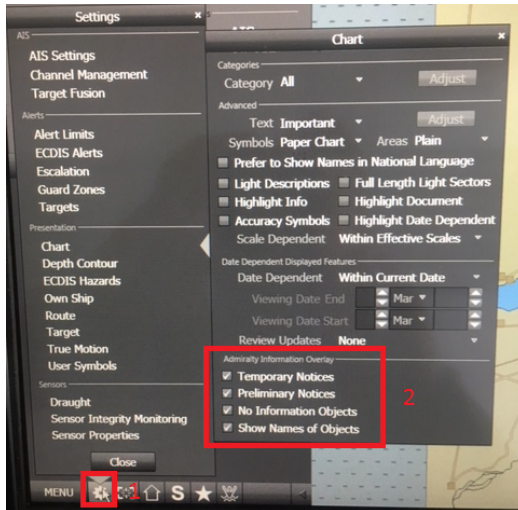 Settings ×
AIS
AIS Settings
Channel Management
Target Fusion
Alerts
Alert Limits
ECDIS Alerts
Escalation
Guard Zones
Targets
Presentation
Chart
Depth Contour
ECDIS Hazards
Own Ship
Route
Target
True Motion
User Symbols
Sensors
Draught
Sensor Integrity Monitoring
Sensor Properties
Close
MENU 1 S
AIS
Chart ×
Categories
Category All Adjust
Advanced
Text Important Adjust
Symbols Paper Chart Areas Plain
Prefer to Show Names in National Language
Light Descriptions Full Length Light Sectors
Highlight Info Highlight Document
Accuracy Symbols Highlight Date Dependent
Scale Dependent Within Effective Scales
Date Dependent Displayed Features
Date Dependent Within Current Date
Viewing Date End Mar
Viewing Date Start Mar
Review Updates None
Admiralty Information Overlay
Temporary Notices
Preliminary Notices
No Information Objects
Show Names of Objects
2